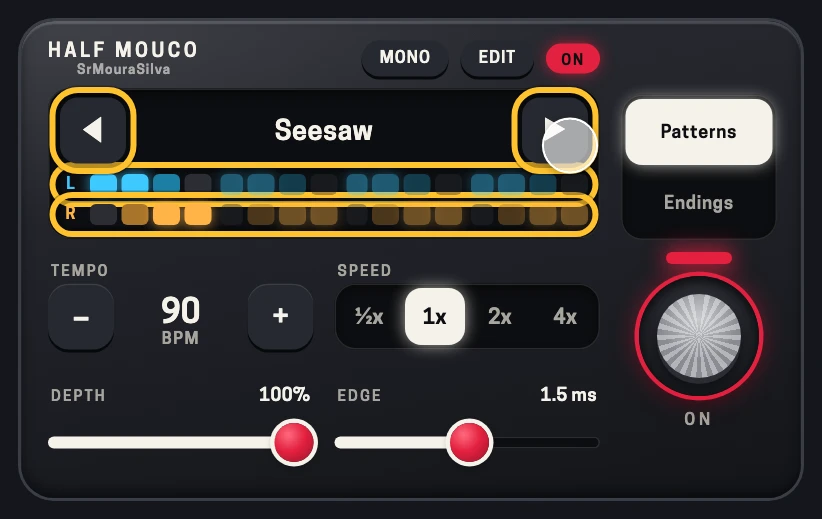 HALF MOUCO
SrMouraSilva
MONO
EDIT
ON
Seesaw
Patterns
L
R
Endings
TEMPO
SPEED
–
90
BPM
+
½x
1x
2x
4x
DEPTH
100%
EDGE
1.5 ms
ON